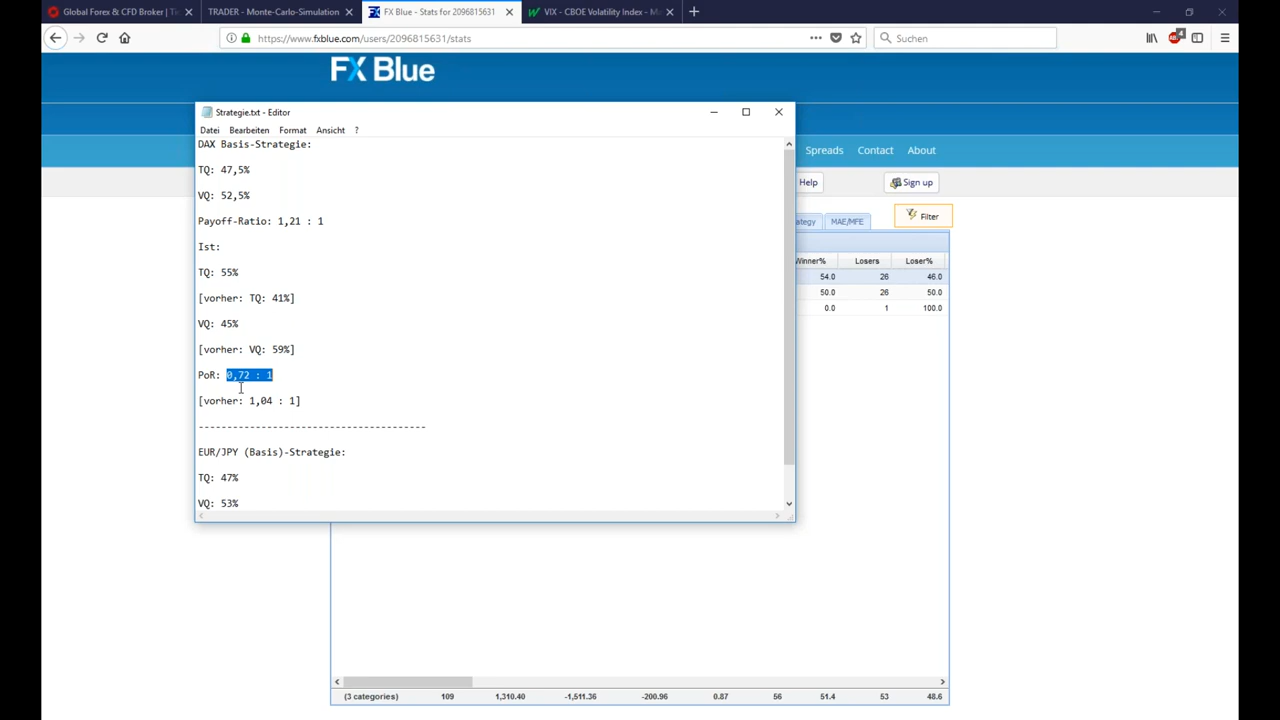 Global Forex & CFD Broker | Ti
TRADER - Monte-Carlo-Simulation
FX Blue - Stats for 2096815631
VIX - CBOE Volatility Index - Ma
https://www.fxblue.com/users/2096815631/stats
Suchen
4
FX Blue
Strategie.txt - Editor
Datei Bearbeiten Format Ansicht ?
DAX Basis-Strategie:
TQ: 47,5%
VQ: 52,5%
Payoff-Ratio: 1,21 : 1
Ist:
TQ: 55%
[vorher: TQ: 41%]
VQ: 45%
[vorher: VQ: 59%]
PoR: 0,72 : 1
[vorher: 1,04 : 1]
-------------------------------------
EUR/JPY (Basis)-Strategie:
TQ: 47%
VQ: 53%
Spreads Contact About
Help Sign up
ategy MAE/MFE Filter
Winner% Losers Loser%
54.0 26 46.0
50.0 26 50.0
0.0 1 100.0
(3 categories) 109 1,310.40 -1,511.36 -200.96 0.87 56 51.4 53 48.6